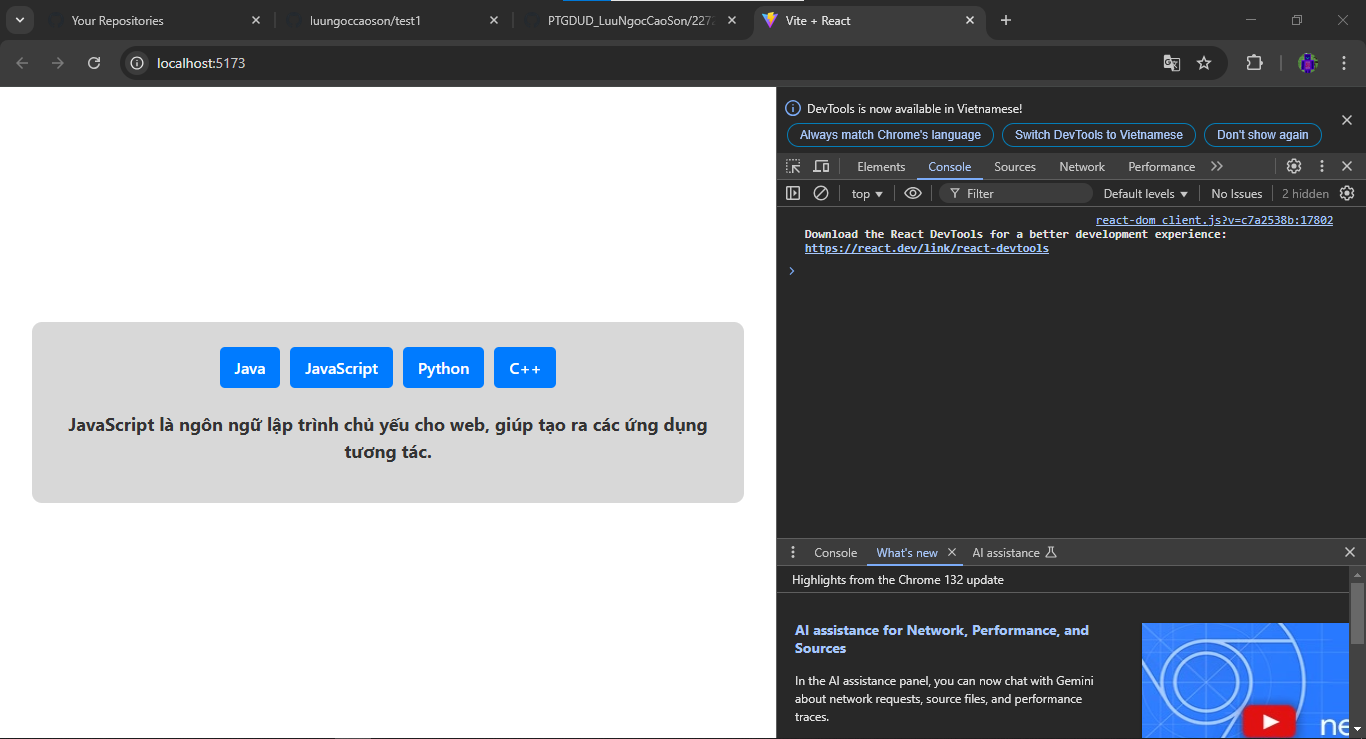 Your Repositories
luungoccaoson/test1
PTGDUD_LuuNgocCaoSon/2272
Vite + React
localhost:5173
Java
JavaScript
Python
C++
JavaScript là ngôn ngữ lập trình chủ yếu cho web, giúp tạo ra các ứng dụng
tương tác.
DevTools is now available in Vietnamese!
Always match Chrome's language
Switch DevTools to Vietnamese
Don't show again
Elements
Console
Sources
Network
Performance
top
Filter
Default levels
No Issues
2 hidden
react-dom client.js?v=c7a2538b:17802
Download the React DevTools for a better development experience:
https://react.dev/link/react-devtools
Console
What's new
AI assistance
Highlights from the Chrome 132 update
AI assistance for Network, Performance, and
Sources
In the AI assistance panel, you can now chat with Gemini
about network requests, source files, and performance
traces.
ne